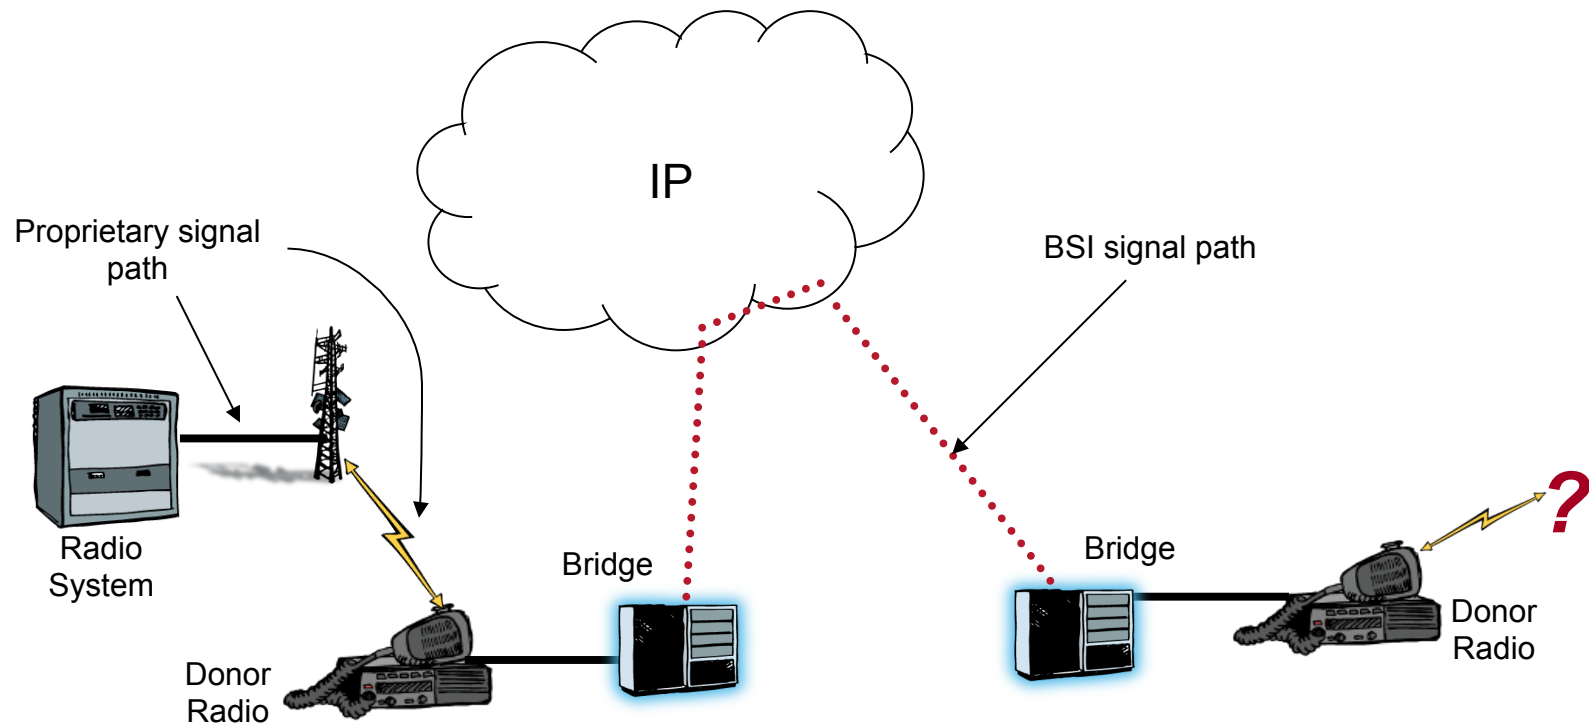 IP
Proprietary signal
path
BSI signal path
Radio
System
Bridge
Donor
Radio
Bridge
Donor
Radio
?